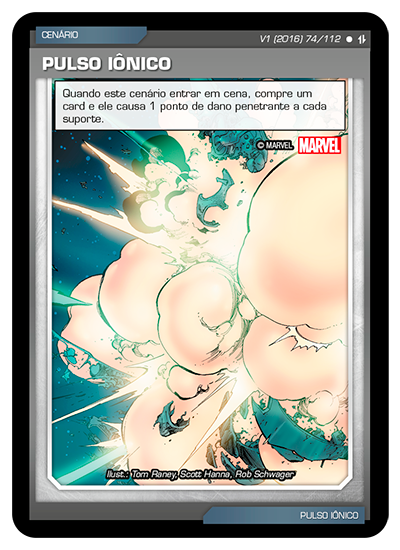 CENÁRIO
V1 (2016) 74/112
PULSO IÔNICO
Quando este cenário entrar em cena, compre um
card e ele causa 1 ponto de dano penetrante a cada
suporte.
© MARVEL MARVEL
Ilust.: Tom Raney, Scott Hanna, Rob Schwager
PULSO IÔNICO